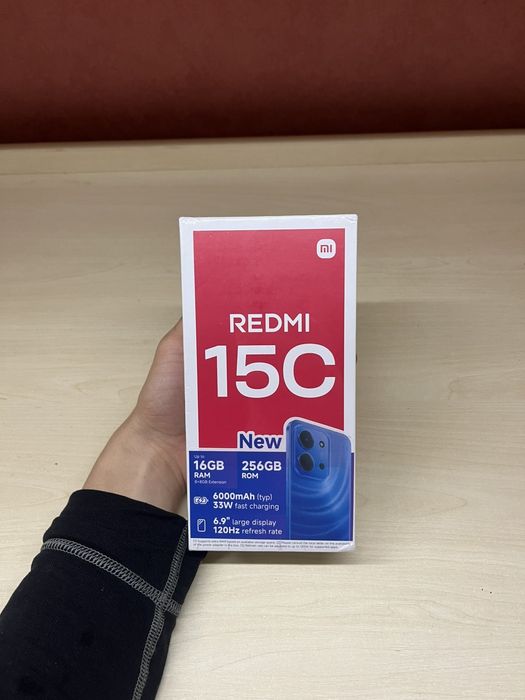 mi
REDMI
15C
New
Up to
16GB
RAM
8+8GB Extension
256GB
ROM
6000mAh (typ)
33W fast charging
6.9" large display
120Hz refresh rate